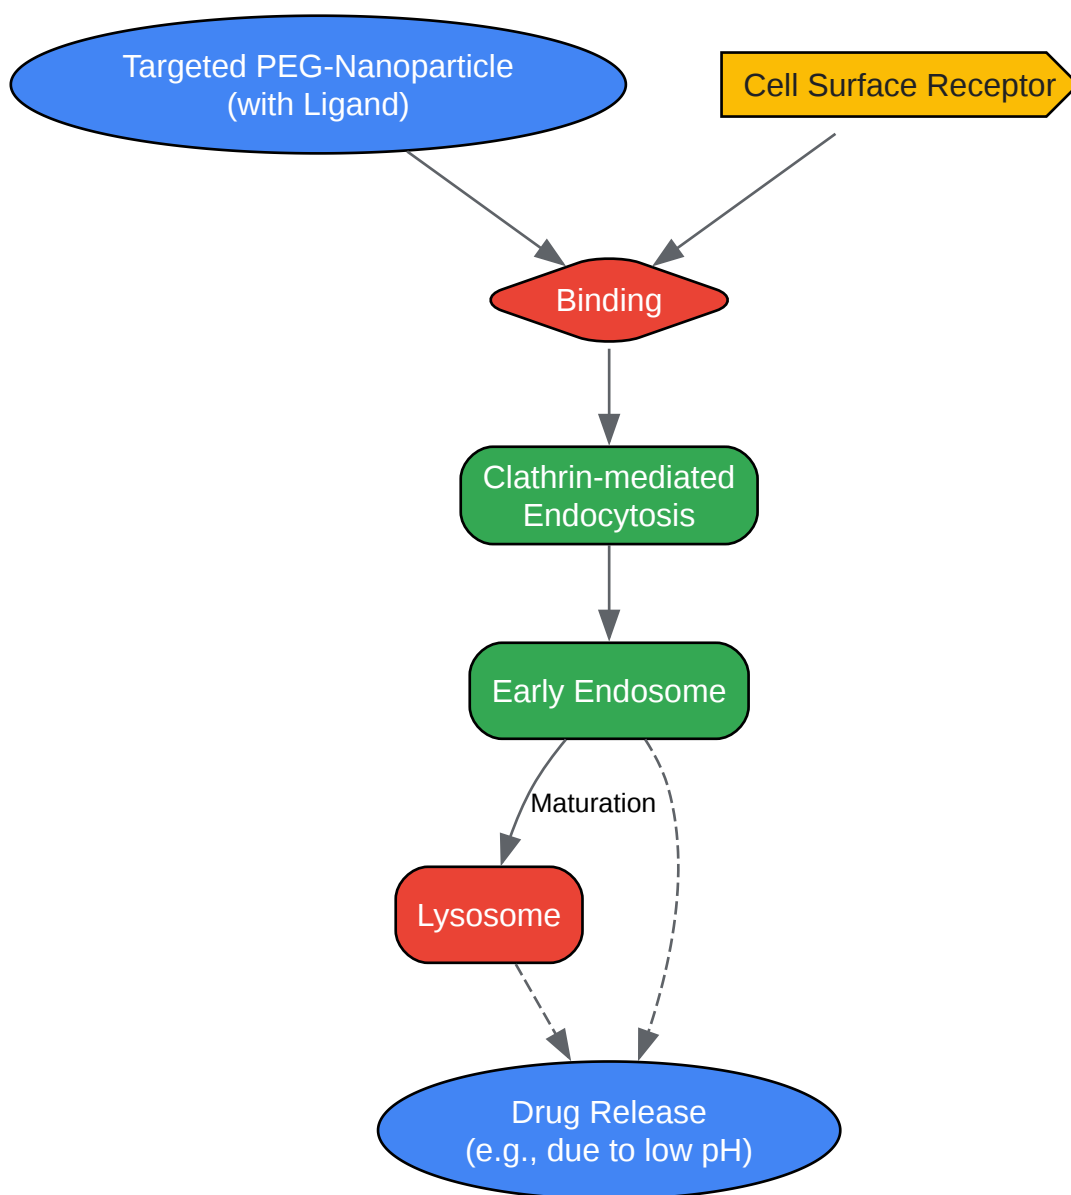 Targeted PEG-Nanoparticle
(with Ligand)
Cell Surface Receptor
Binding
Clathrin-mediated
Endocytosis
Early Endosome
Maturation
Lysosome
Drug Release
(e.g., due to low pH)